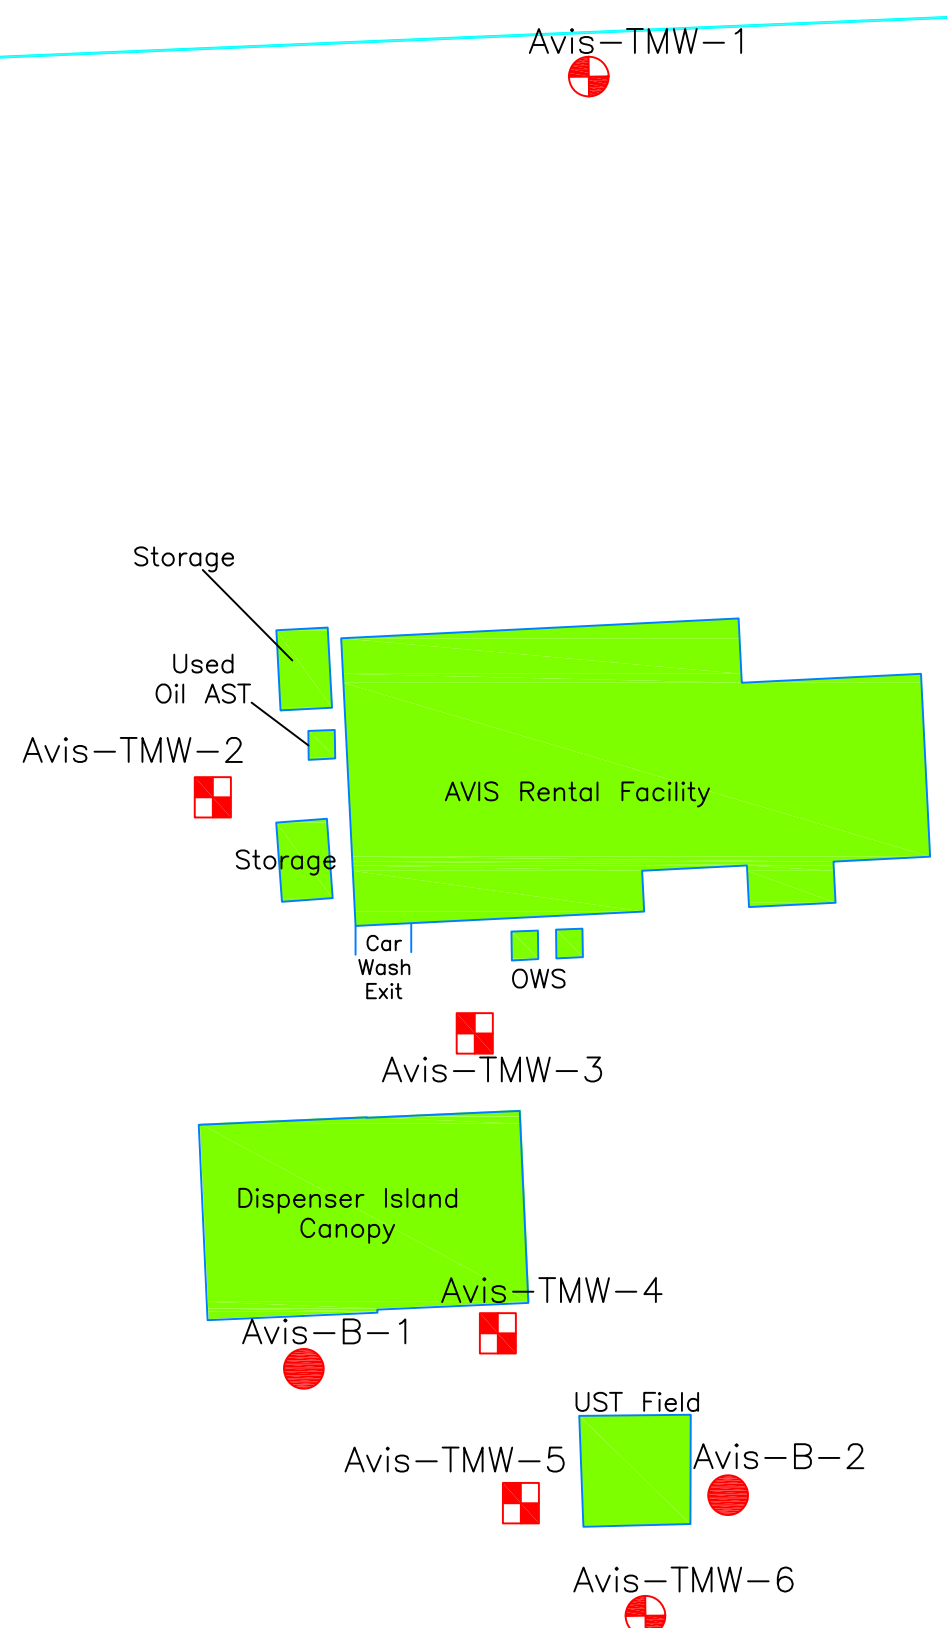 Avis-TMW-1
Storage
Used
Oil AST
Avis-TMW-2
AVIS Rental Facility
Storage
Car
Wash
Exit
OWS
Avis-TMW-3
Dispenser Island
Canopy
Avis-TMW-4
Avis-B-1
UST Field
Avis-TMW-5
Avis-B-2
Avis-TMW-6